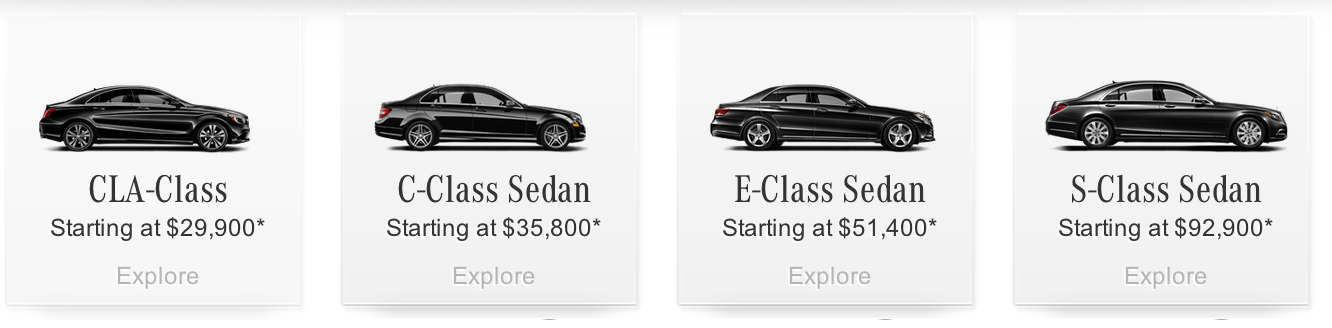 CLA-Class
Starting at $29,900*
Explore
C-Class Sedan
Starting at $35,800*
Explore
E-Class Sedan
Starting at $51,400*
Explore
S-Class Sedan
Starting at $92,900*
Explore